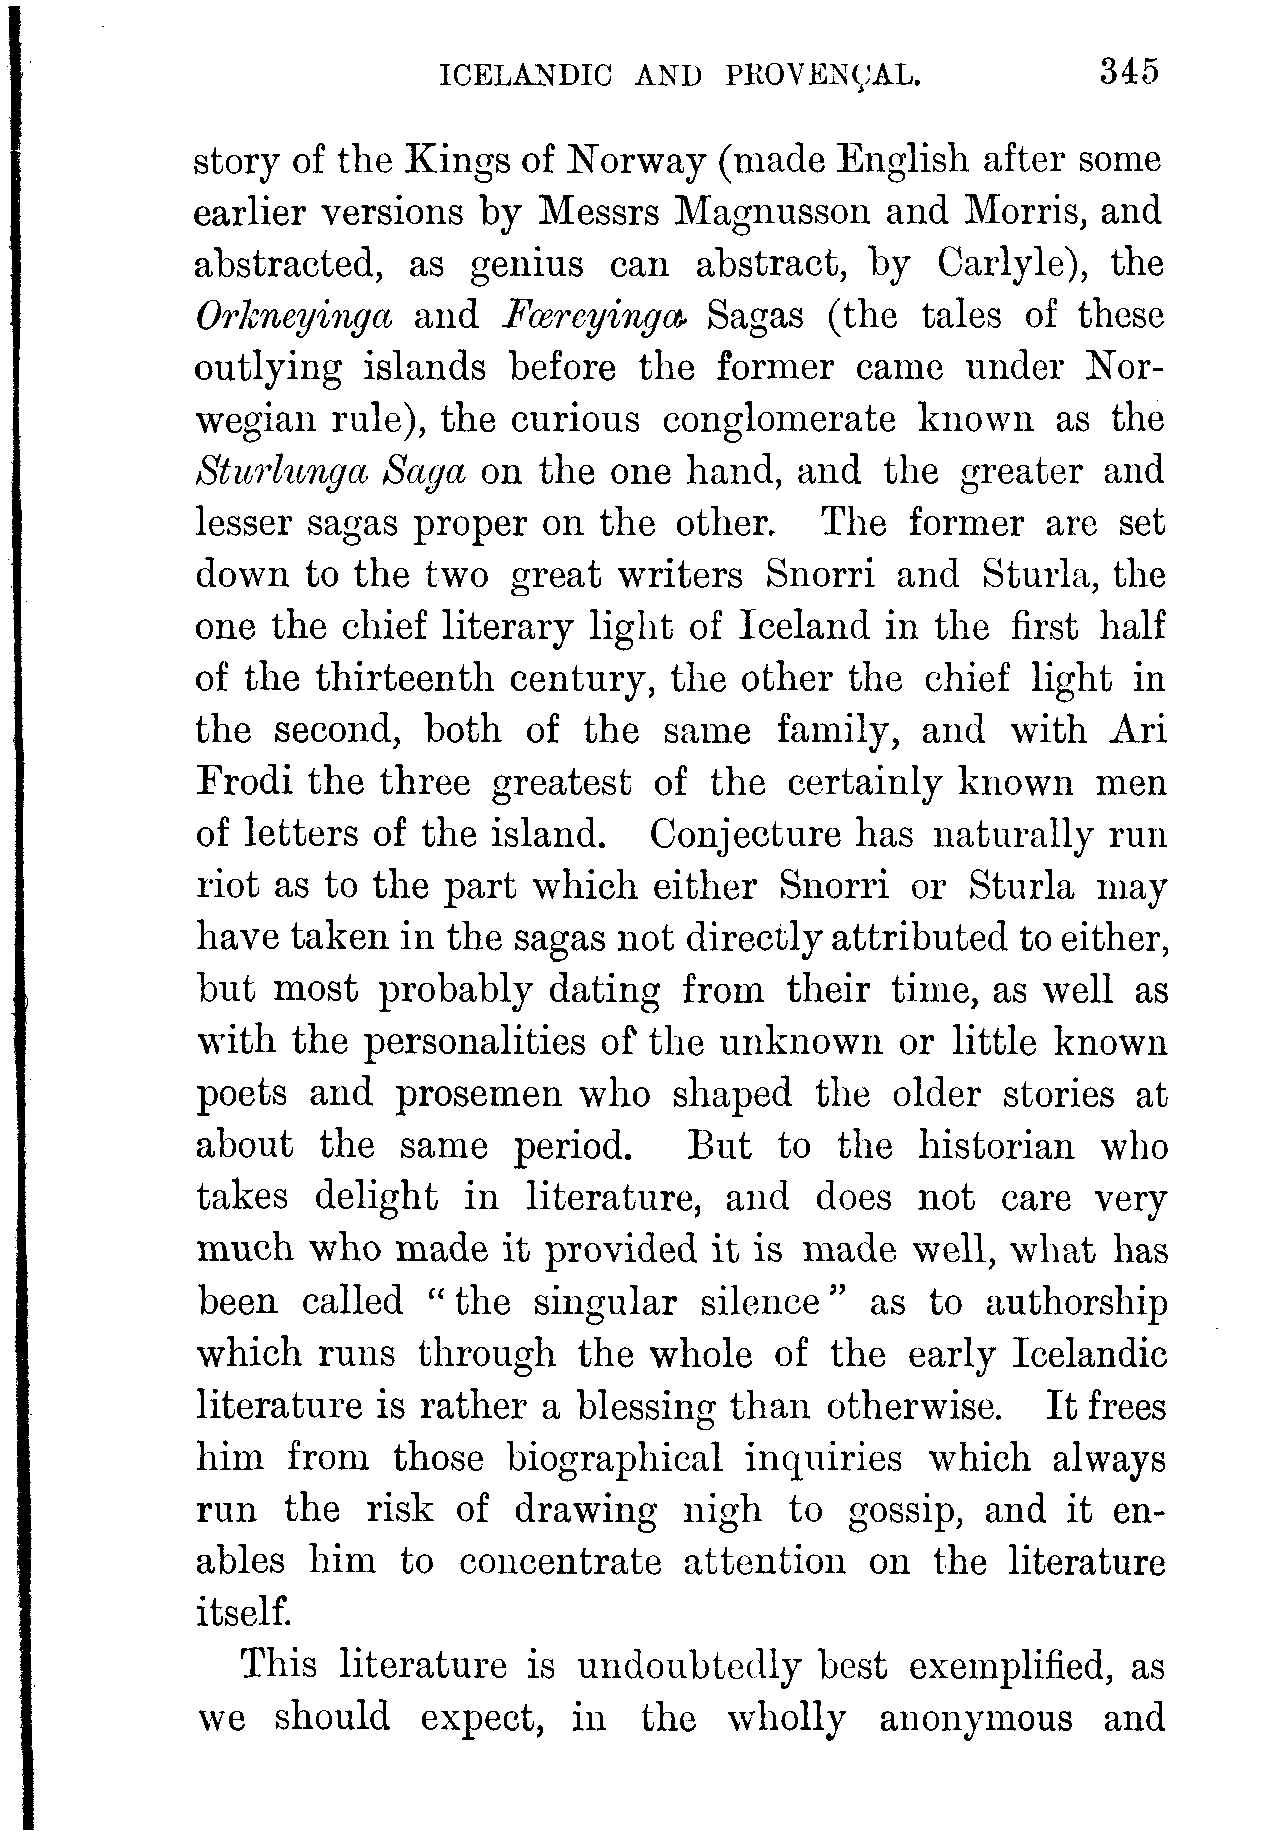 ICELANDIC AND PROVENÇAL. 345
story of the Kings of Norway (made English after some
earlier versions by Messrs Magnusson and Morris, and
abstracted, as genius can abstract, by Carlyle), the
Orkneyinga and Færeyinga Sagas (the tales of these
outlying islands before the former came under Nor-
wegian rule), the curious conglomerate known as the
Sturlunga Saga on the one hand, and the greater and
lesser sagas proper on the other. The former are set
down to the two great writers Snorri and Sturla, the
one the chief literary light of Iceland in the first half
of the thirteenth century, the other the chief light in
the second, both of the same family, and with Ari
Frodi the three greatest of the certainly known men
of letters of the island. Conjecture has naturally run
riot as to the part which either Snorri or Sturla may
have taken in the sagas not directly attributed to either,
but most probably dating from their time, as well as
with the personalities of the unknown or little known
poets and prosemen who shaped the older stories at
about the same period. But to the historian who
takes delight in literature, and does not care very
much who made it provided it is made well, what has
been called “the singular silence” as to authorship
which runs through the whole of the early Icelandic
literature is rather a blessing than otherwise. It frees
him from those biographical inquiries which always
run the risk of drawing nigh to gossip, and it en-
ables him to concentrate attention on the literature
itself.
This literature is undoubtedly best exemplified, as
we should expect, in the wholly anonymous and